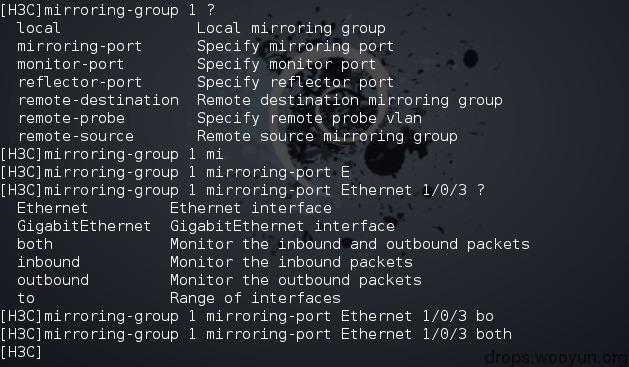 [H3C]mirroring-group 1 ?
local Local mirroring group
mirroring-port Specify mirroring port
monitor-port Specify monitor port
reflector-port Specify reflector port
remote-destination Remote destination mirroring group
remote-probe Specify remote probe vlan
remote-source Remote source mirroring group
[H3C]mirroring-group 1 mi
[H3C]mirroring-group 1 mirroring-port E
[H3C]mirroring-group 1 mirroring-port Ethernet 1/0/3 ?
Ethernet Ethernet interface
GigabitEthernet GigabitEthernet interface
both Monitor the inbound and outbound packets
inbound Monitor the inbound packets
outbound Monitor the outbound packets
to Range of interfaces
[H3C]mirroring-group 1 mirroring-port Ethernet 1/0/3 bo
[H3C]mirroring-group 1 mirroring-port Ethernet 1/0/3 both
[H3C]
drops.wooyun.org